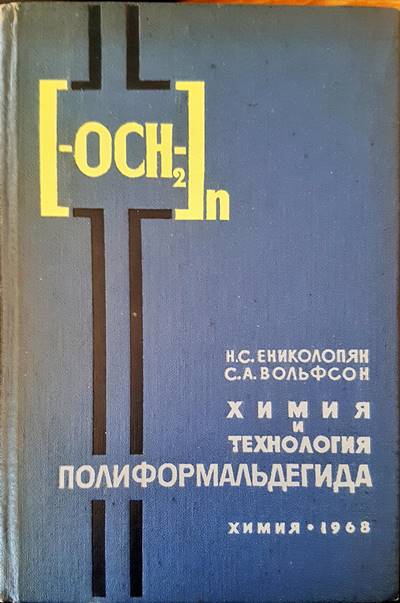 [-OCH₂-]n
Н.С. ЕНИКОЛОПЯН
С.А. ВОЛЬФСОН
ХИМИЯ
И
ТЕХНОЛОГИЯ
ПОЛИФОРМАЛЬДЕГИДА
ХИМИЯ • 1968